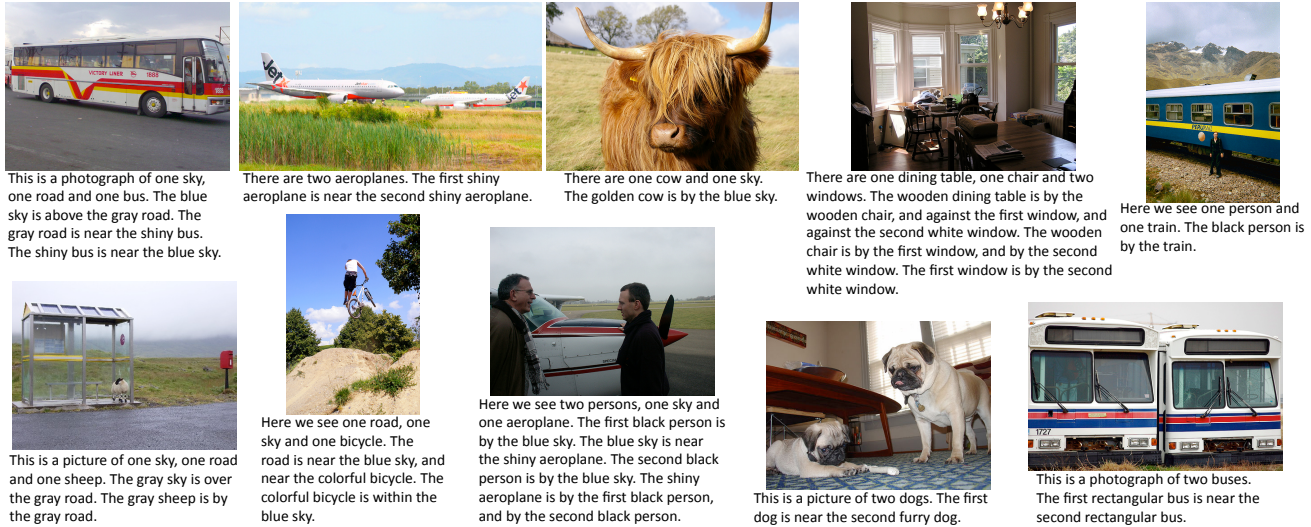 VICTORY LINER 1888
1888
Jet
Jet
This is a photograph of one sky,
one road and one bus. The blue
sky is above the gray road. The
gray road is near the shiny bus.
The shiny bus is near the blue sky.
There are two aeroplanes. The first shiny
aeroplane is near the second shiny aeroplane.
There are one cow and one sky.
The golden cow is by the blue sky.
There are one dining table, one chair and two
windows. The wooden dining table is by the
wooden chair, and against the first window, and
against the second white window. The wooden
chair is by the first window, and by the second
white window. The first window is by the second
white window.
Here we see one person and
one train. The black person is
by the train.
This is a picture of one sky, one road
and one sheep. The gray sky is over
the gray road. The gray sheep is by
the gray road.
Here we see one road, one
sky and one bicycle. The
road is near the blue sky, and
near the colorful bicycle. The
colorful bicycle is within the
blue sky.
Here we see two persons, one sky and
one aeroplane. The first black person is
by the blue sky. The blue sky is near
the shiny aeroplane. The second black
person is by the blue sky. The shiny
aeroplane is by the first black person,
and by the second black person.
This is a picture of two dogs. The first
dog is near the second furry dog.
1727
This is a photograph of two buses.
The first rectangular bus is near the
second rectangular bus.